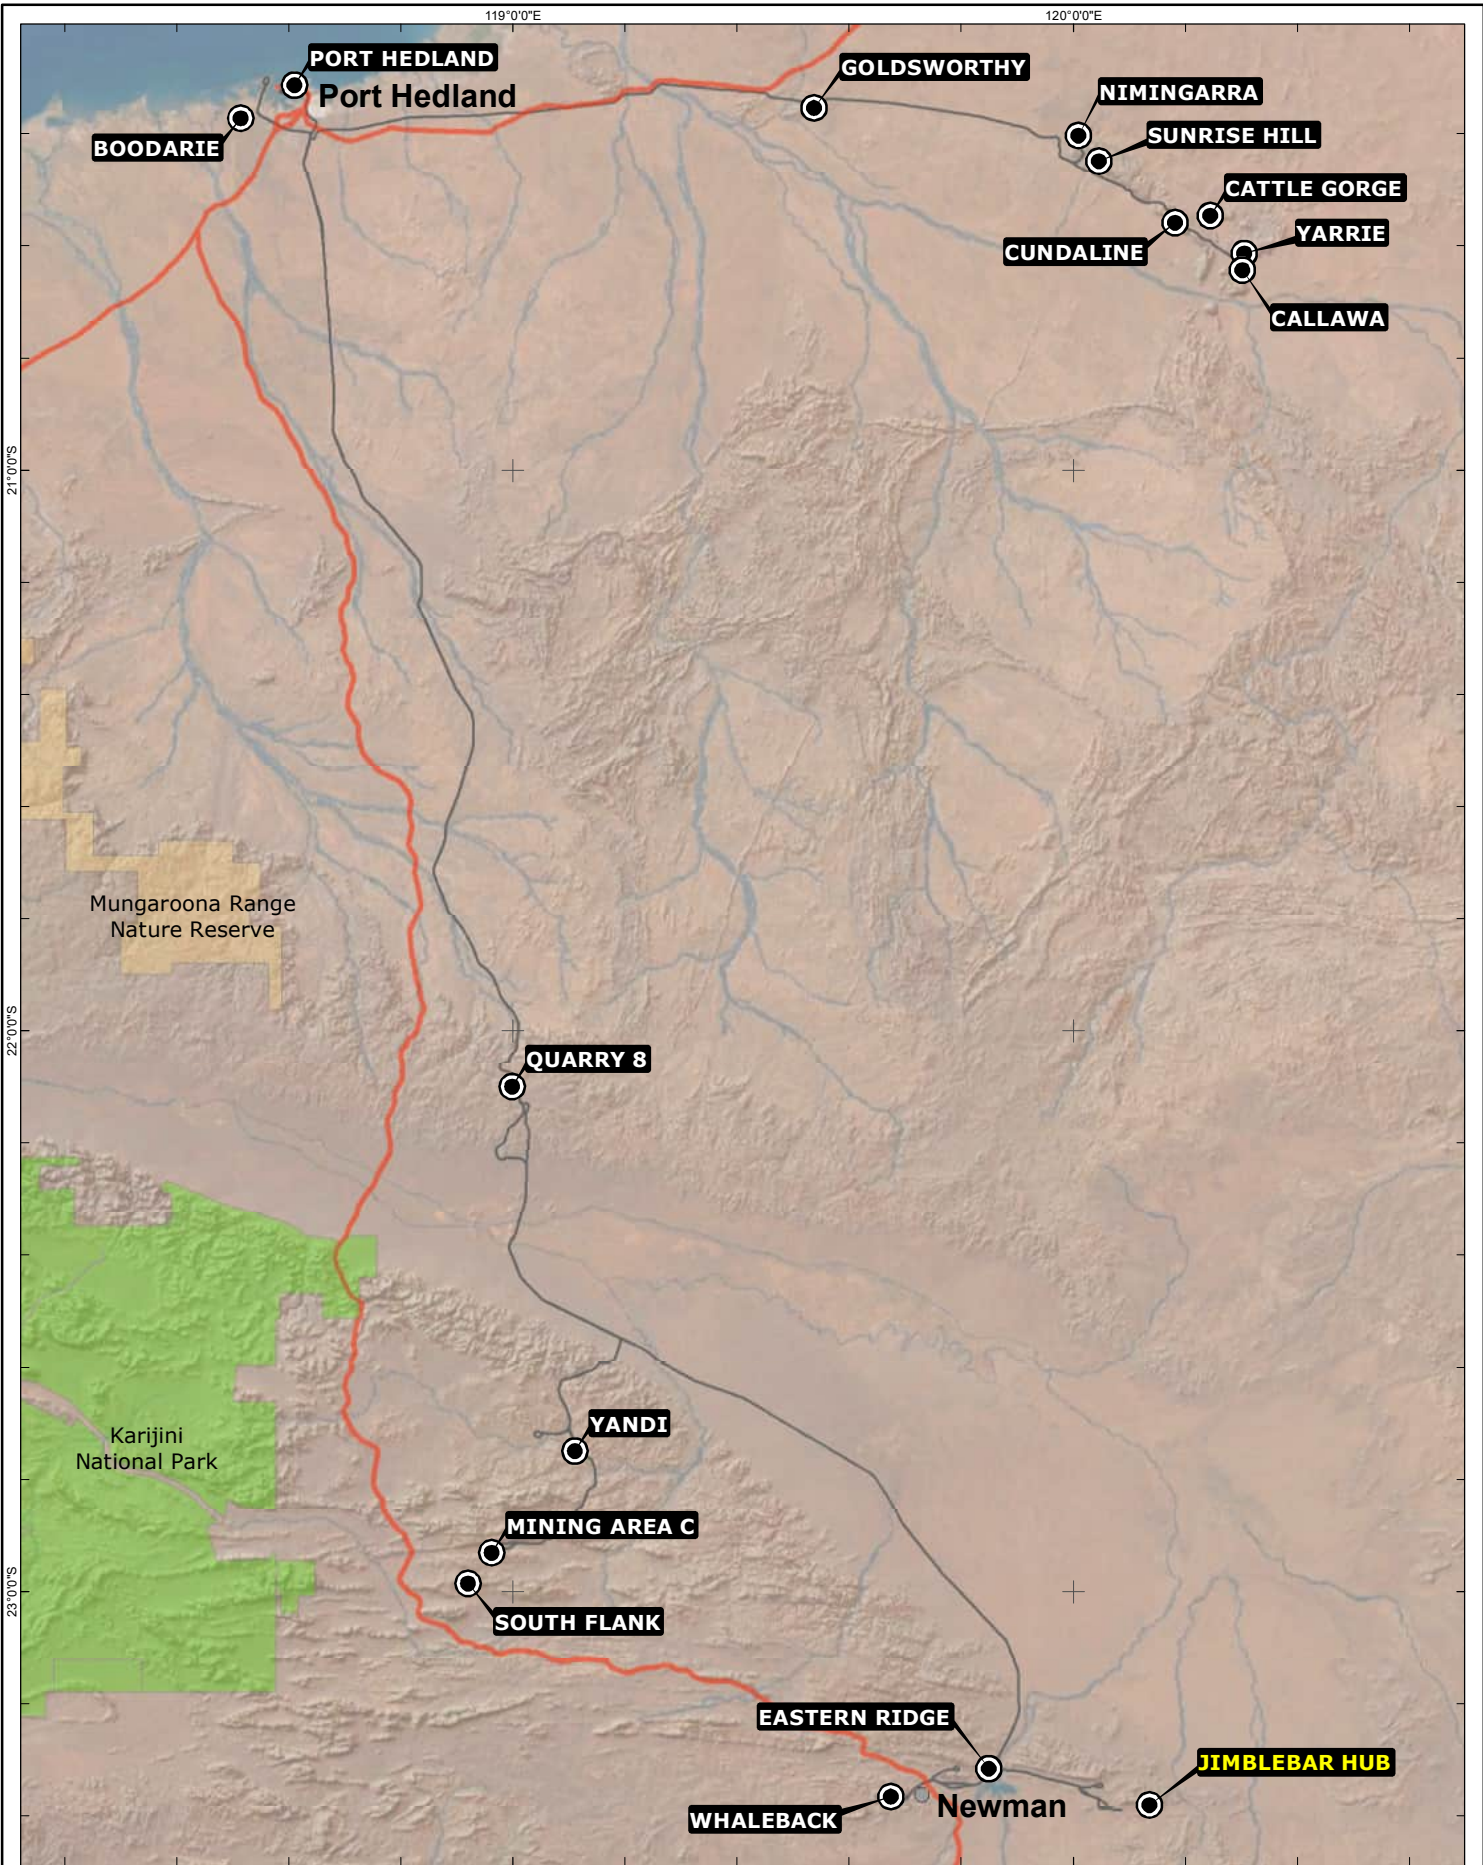 119°0'0"E
120°0'0"E
PORT HEDLAND
Port Hedland
BOODARIE
GOLDSWORTHY
NIMINGARRA
SUNRISE HILL
CATTLE GORGE
YARRIE
CUNDALINE
CALLAWA
21°0'0"S
Mungaroona Range
Nature Reserve
22°0'0"S
QUARRY 8
Karijini
National Park
YANDI
MINING AREA C
23°0'0"S
SOUTH FLANK
EASTERN RIDGE
JIMBLEBAR HUB
Newman
WHALEBACK